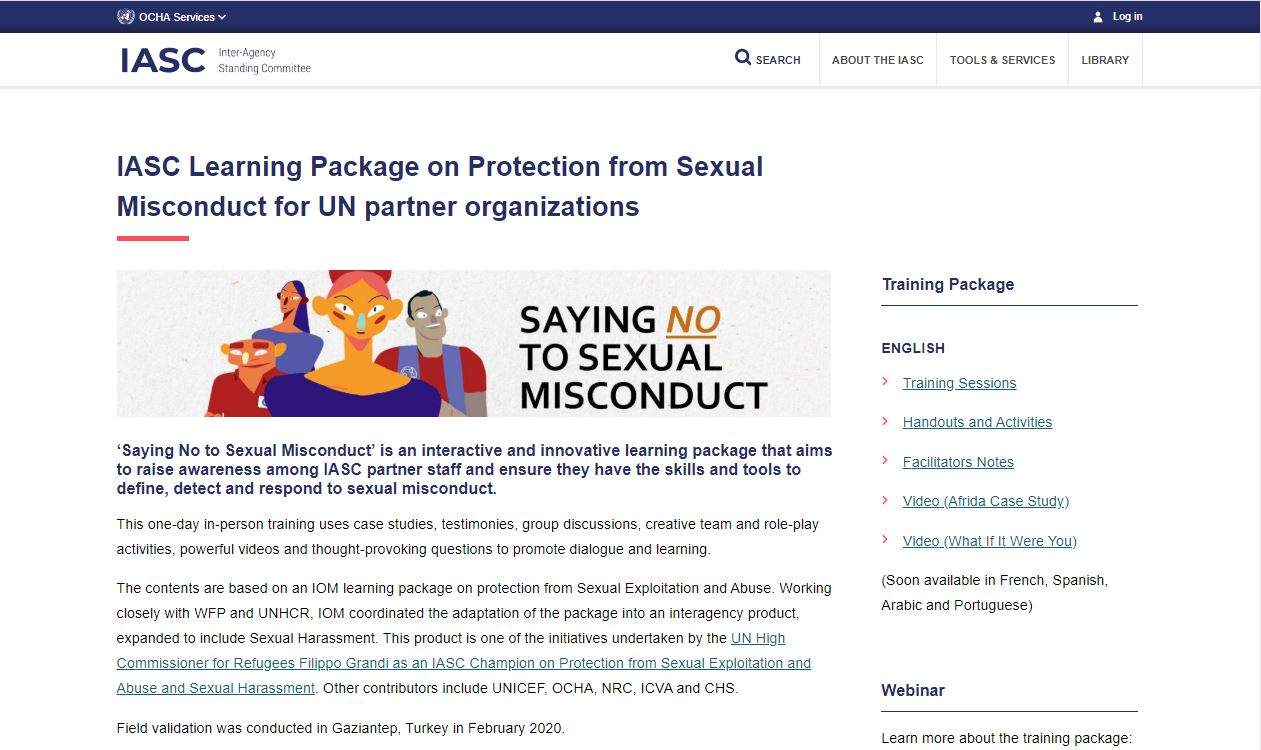 OCHA Services
Log in
IASC
Inter-Agency
Standing Committee
SEARCH
ABOUT THE IASC
TOOLS & SERVICES
LIBRARY
IASC Learning Package on Protection from Sexual
Misconduct for UN partner organizations
SAYING NO
TO SEXUAL
MISCONDUCT
‘Saying No to Sexual Misconduct’ is an interactive and innovative learning package that aims
to raise awareness among IASC partner staff and ensure they have the skills and tools to
define, detect and respond to sexual misconduct.
This one-day in-person training uses case studies, testimonies, group discussions, creative team and role-play
activities, powerful videos and thought-provoking questions to promote dialogue and learning.
The contents are based on an IOM learning package on protection from Sexual Exploitation and Abuse. Working
closely with WFP and UNHCR, IOM coordinated the adaptation of the package into an interagency product,
expanded to include Sexual Harassment. This product is one of the initiatives undertaken by the UN High
Commissioner for Refugees Filippo Grandi as an IASC Champion on Protection from Sexual Exploitation and
Abuse and Sexual Harassment. Other contributors include UNICEF, OCHA, NRC, ICVA and CHS.
Field validation was conducted in Gaziantep, Turkey in February 2020.
Training Package
ENGLISH
Training Sessions
Handouts and Activities
Facilitators Notes
Video (Afrida Case Study)
Video (What If It Were You)
(Soon available in French, Spanish,
Arabic and Portuguese)
Webinar
Learn more about the training package: